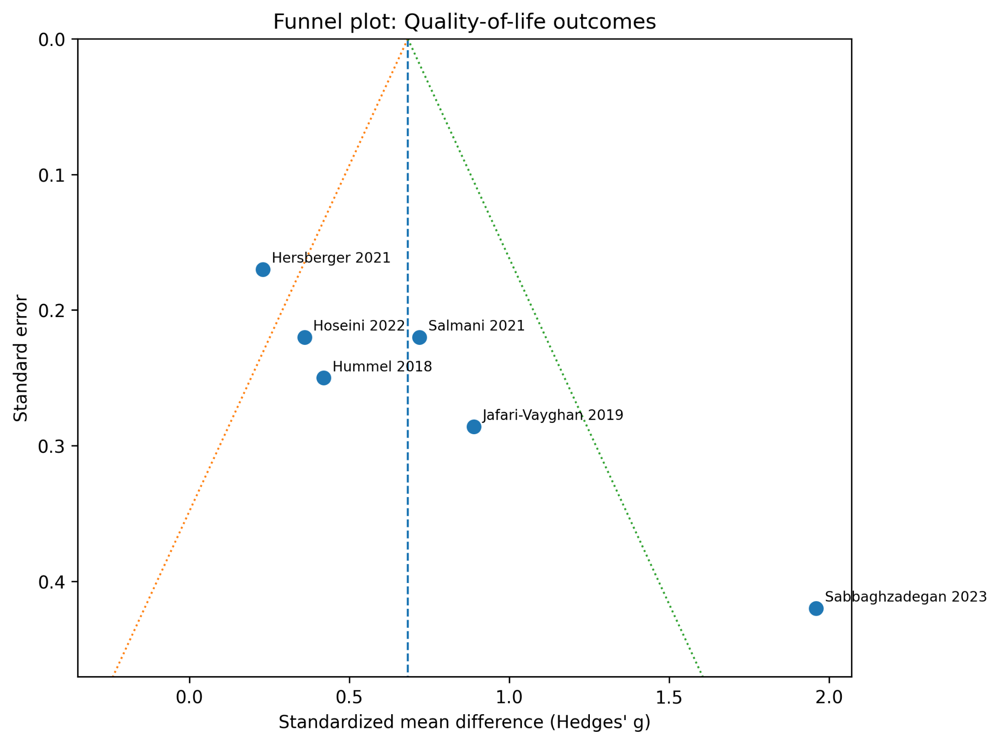 Funnel plot: Quality-of-life outcomes
0.0
0.1
0.2
0.3
0.4
Standard error
Hersberger 2021
Hoseini 2022
Salmani 2021
Hummel 2018
Jafari-Vayghan 2019
Sabbaghzadegan 2023
0.0
0.5
1.0
1.5
2.0
Standardized mean difference (Hedges' g)